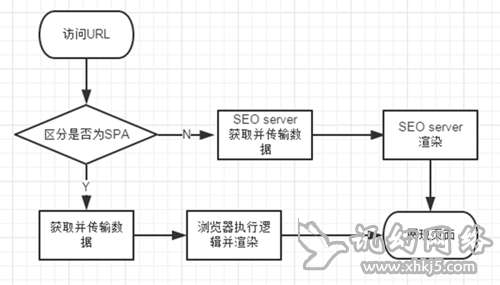 访问URL
区分是否为SPA
N
SEO server
获取并传输数
据
SEO server
渲染
Y
获取并传输数
据
浏览器执行逻
辑并渲染
呈现页面
www.xhkj5.com